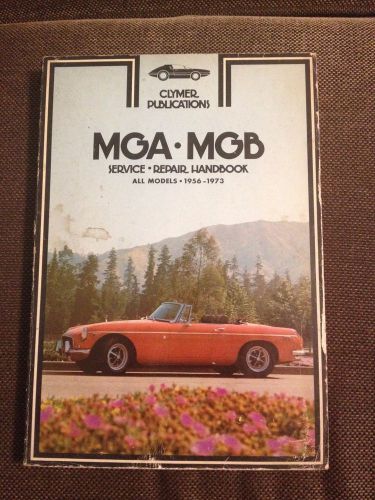 CLYMER
PUBLICATIONS
MGA • MGB
SERVICE • REPAIR HANDBOOK
ALL MODELS • 1956-1973